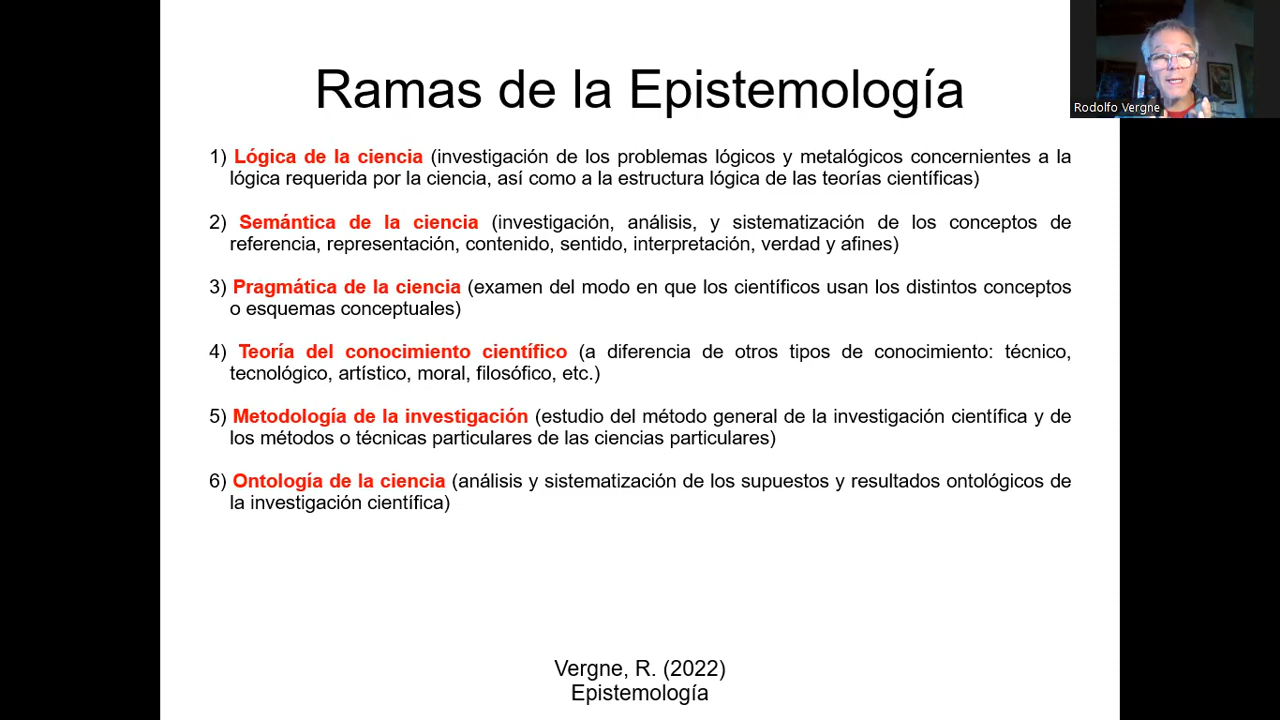 Ramas de la Epistemología
Rodolfo Vergne
1) Lógica de la ciencia (investigación de los problemas lógicos y metalógicos concernientes a la
lógica requerida por la ciencia, así como a la estructura lógica de las teorías científicas)
2) Semántica de la ciencia (investigación, análisis, y sistematización de los conceptos de
referencia, representación, contenido, sentido, interpretación, verdad y afines)
3) Pragmática de la ciencia (examen del modo en que los científicos usan los distintos conceptos
o esquemas conceptuales)
4) Teoría del conocimiento científico (a diferencia de otros tipos de conocimiento: técnico,
tecnológico, artístico, moral, filosófico, etc.)
5) Metodología de la investigación (estudio del método general de la investigación científica y de
los métodos o técnicas particulares de las ciencias particulares)
6) Ontología de la ciencia (análisis y sistematización de los supuestos y resultados ontológicos de
la investigación científica)
Vergne, R. (2022)
Epistemología